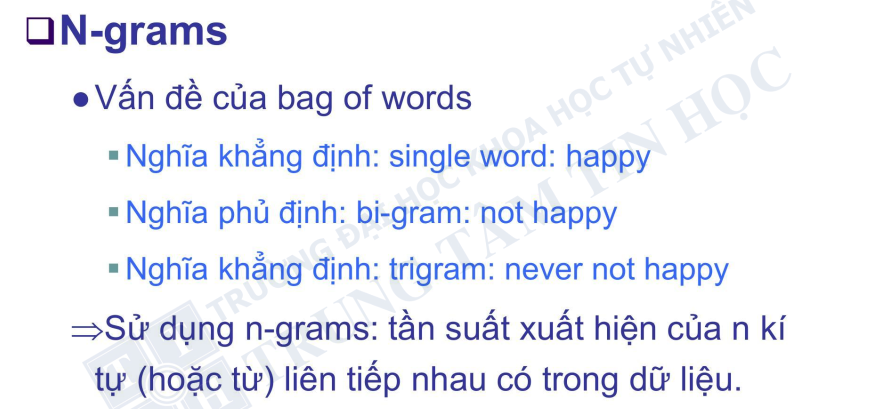 ❑N-grams
●Vấn đề của bag of words
▪Nghĩa khẳng định: single word: happy
▪Nghĩa phủ định: bi-gram: not happy
▪Nghĩa khẳng định: trigram: never not happy
⇒Sử dụng n-grams: tần suất xuất hiện của n kí
tự (hoặc từ) liên tiếp nhau có trong dữ liệu.
TRƯỜNG ĐẠI HỌC KHOA HỌC TỰ NHIÊN
TRUNG TÂM TIN HỌC